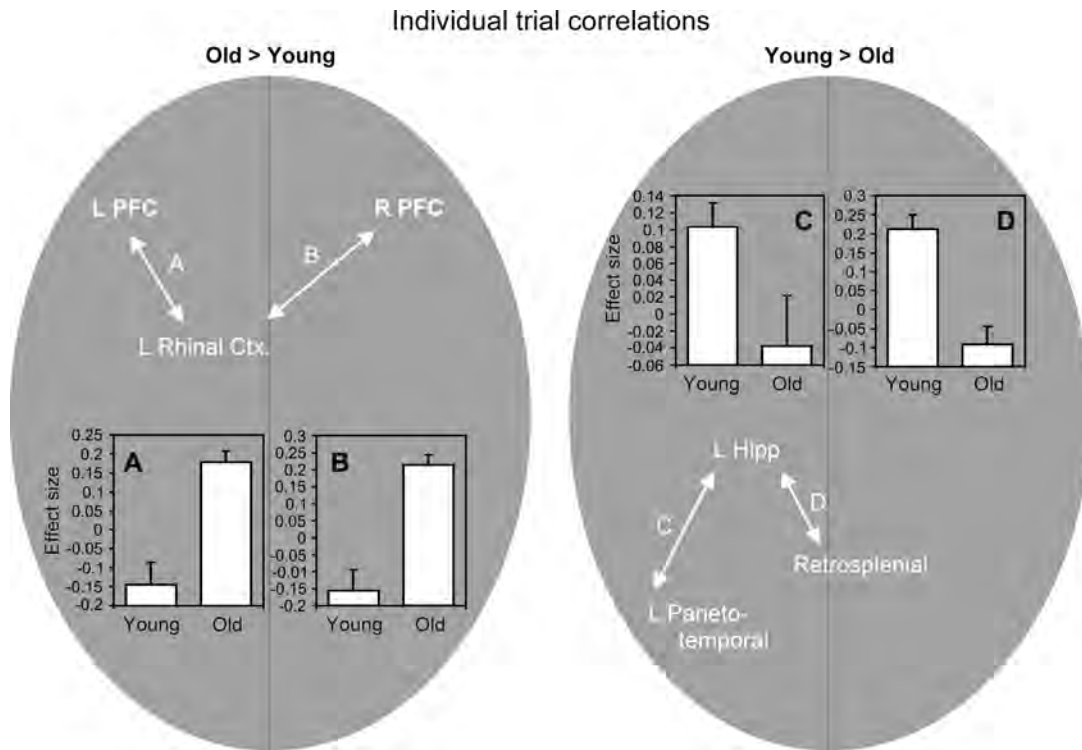 Individual trial correlations
Old > Young
L PFC
R PFC
A
B
L Rhinal Ctx.
Effect size
0.25
0.2
0.15
0.1
0.05
0
-0.05
-0.1
-0.15
-0.2
A
Young
Old
0.3
0.25
0.2
0.15
0.1
0.05
0
-0.05
-0.01
-0.15
-0.2
B
Young
Old
Young > Old
Effect size
0.14
0.12
0.1
0.08
0.06
0.04
0.02
0
-0.02
-0.04
-0.06
C
Young
Old
0.3
0.25
0.2
0.15
0.1
0.05
0
-0.05
-0.1
-0.15
D
Young
Old
L Hipp
C
D
Retrosplenial
L Parieto-
temporal